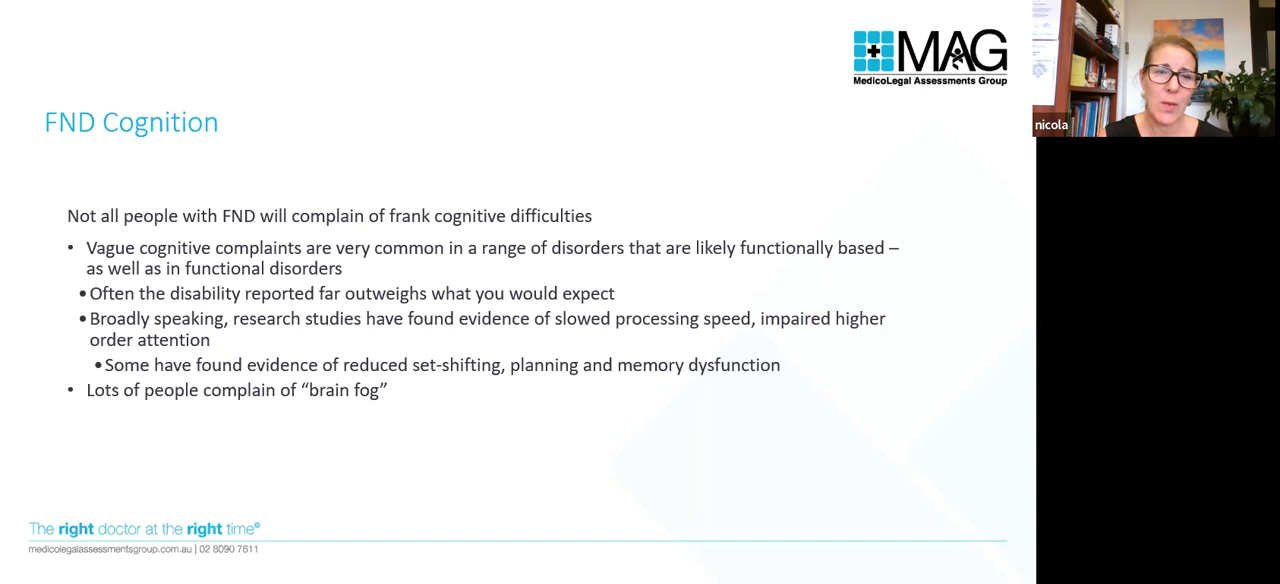 MAG
MedicoLegal Assessments Group
nicola
FND Cognition
Not all people with FND will complain of frank cognitive difficulties
• Vague cognitive complaints are very common in a range of disorders that are likely functionally based –
as well as in functional disorders
•Often the disability reported far outweighs what you would expect
•Broadly speaking, research studies have found evidence of slowed processing speed, impaired higher
order attention
•Some have found evidence of reduced set-shifting, planning and memory dysfunction
• Lots of people complain of “brain fog”
The right doctor at the right time©
medicolegalassessmentsgroup.com.au | 02 8090 7611